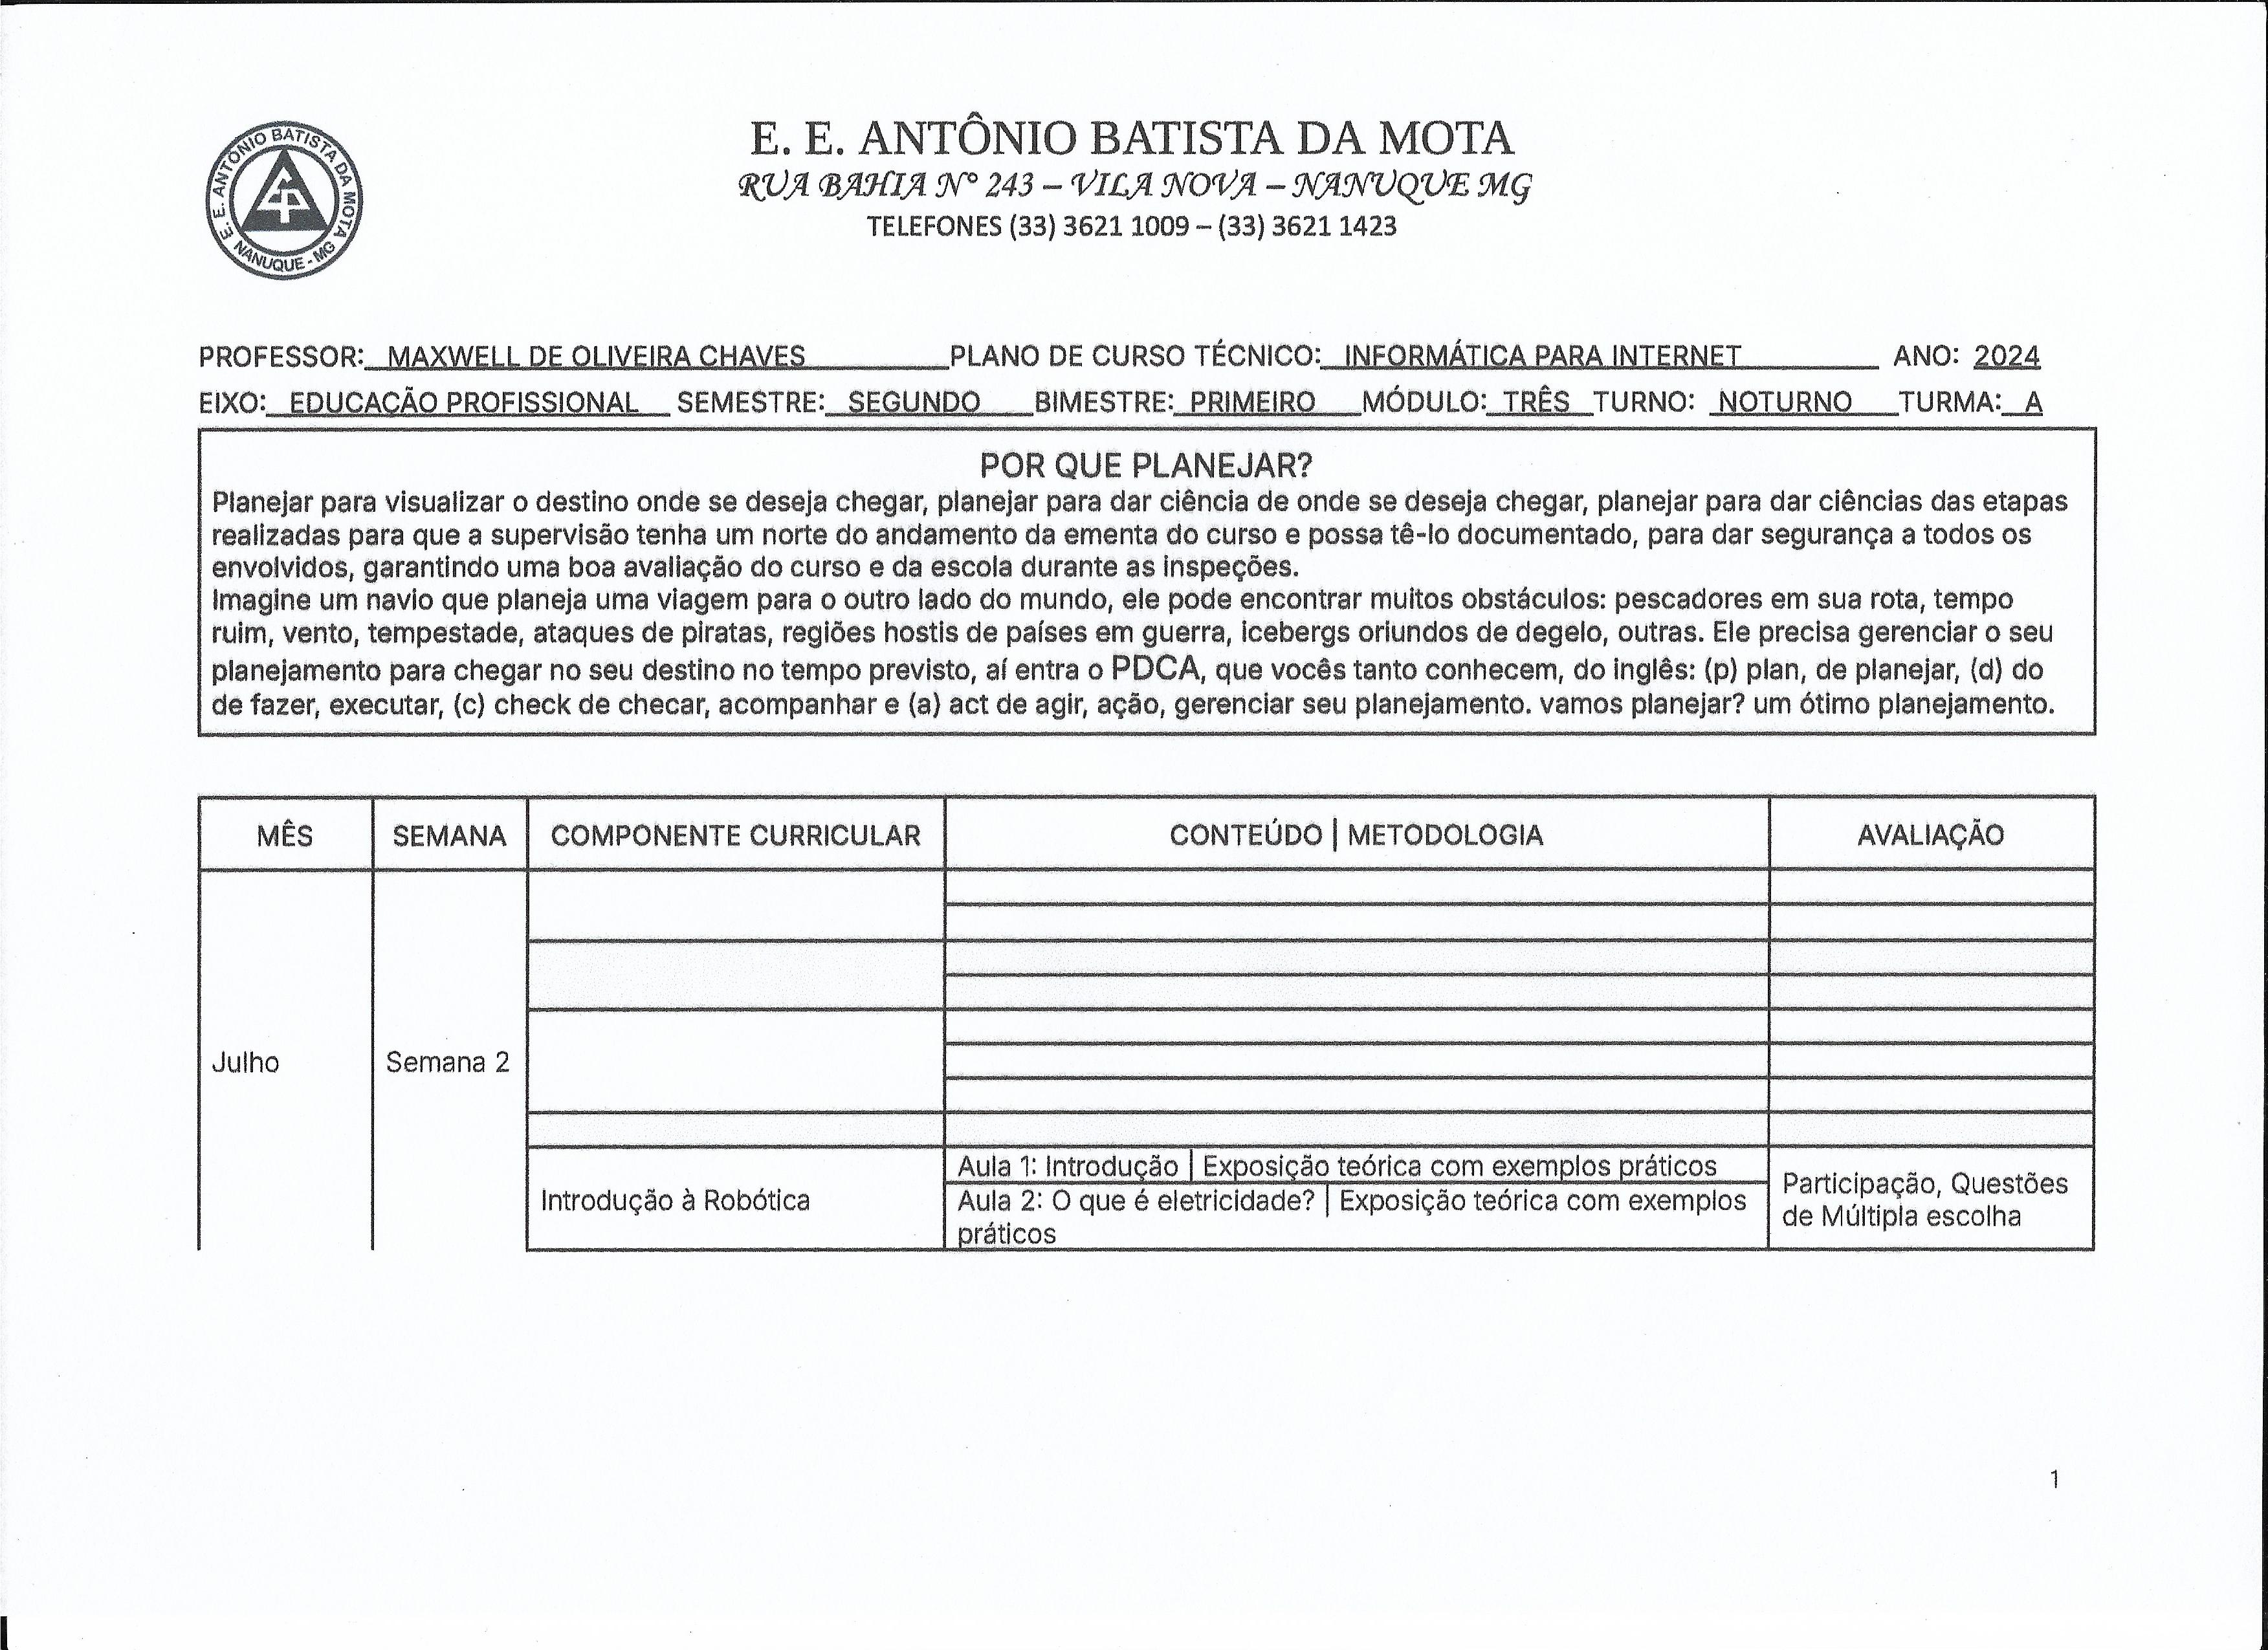 E. E. ANTÔNIO BATISTA DA MOTA
NANUQUE - MG
E. E. ANTÔNIO BATISTA DA MOTA
RUA BAHIA Nº 243 – VILA NOVA – NANUQUE MG
TELEFONES (33) 3621 1009 – (33) 3621 1423
PROFESSOR: MAXWELL DE OLIVEIRA CHAVES PLANO DE CURSO TÉCNICO: INFORMÁTICA PARA INTERNET ANO: 2024
EIXO: EDUCAÇÃO PROFISSIONAL SEMESTRE: SEGUNDO BIMESTRE: PRIMEIRO MÓDULO: TRÊS TURNO: NOTURNO TURMA: A
POR QUE PLANEJAR?
Planejar para visualizar o destino onde se deseja chegar, planejar para dar ciência de onde se deseja chegar, planejar para dar ciências das etapas
realizadas para que a supervisão tenha um norte do andamento da ementa do curso e possa tê-lo documentado, para dar segurança a todos os
envolvidos, garantindo uma boa avaliação do curso e da escola durante as inspeções.
Imagine um navio que planeja uma viagem para o outro lado do mundo, ele pode encontrar muitos obstáculos: pescadores em sua rota, tempo
ruim, vento, tempestade, ataques de piratas, regiões hostis de países em guerra, icebergs oriundos de degelo, outras. Ele precisa gerenciar o seu
planejamento para chegar no seu destino no tempo previsto, aí entra o PDCA, que vocês tanto conhecem, do inglês: (p) plan, de planejar, (d) do
de fazer, executar, (c) check de checar, acompanhar e (a) act de agir, ação, gerenciar seu planejamento. vamos planejar? um ótimo planejamento.
MÊS SEMANA COMPONENTE CURRICULAR CONTEÚDO | METODOLOGIA AVALIAÇÃO
Julho Semana 2
Introdução à Robótica
Aula 1: Introdução | Exposição teórica com exemplos práticos
Aula 2: O que é eletricidade? | Exposição teórica com exemplos
práticos
Participação, Questões
de Múltipla escolha
1